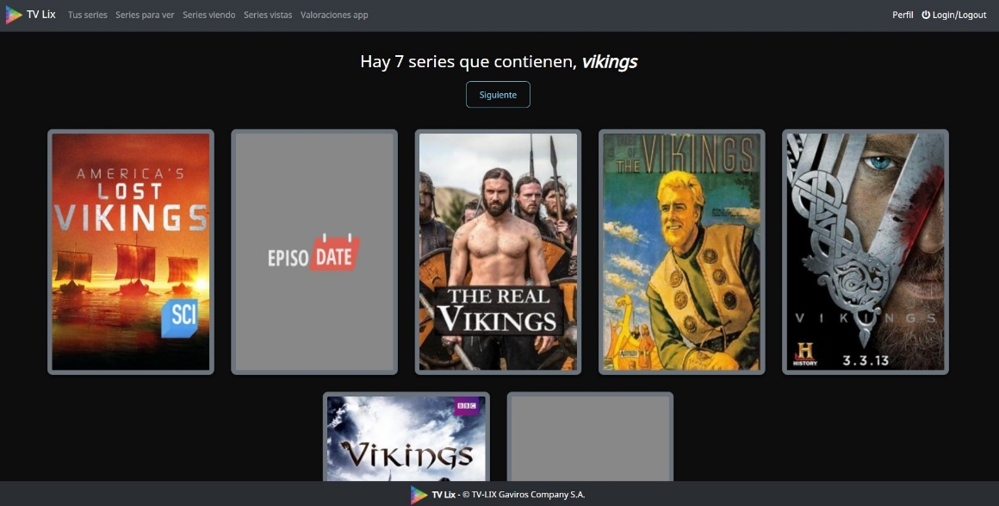 TV Lix Tus series Series para ver Series viendo Series vistas Valoraciones app Perfil Login/Logout
Hay 7 series que contienen, vikings
Siguiente
AMERICA'S
LOST
VIKINGS
SCI
EPISODATE
THE REAL
VIKINGS
THE VIKINGS
VIKINGS
H
HISTORY
3.3.13
BBC
VIKINGS
TV Lix - © TV-LIX Gaviros Company S.A.